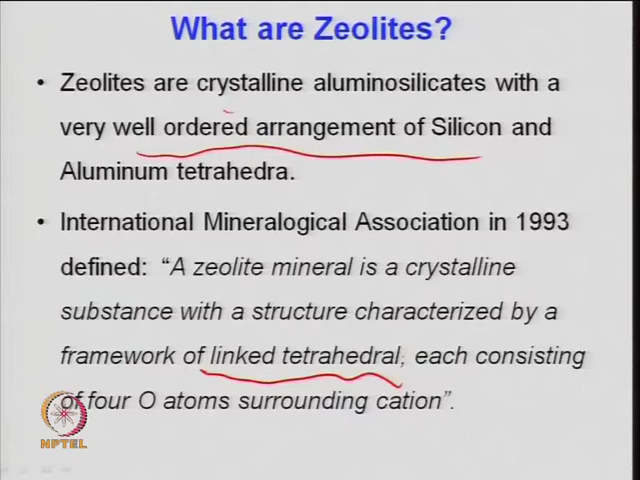 What are Zeolites?
• Zeolites are crystalline aluminosilicates with a
very well ordered arrangement of Silicon and
Aluminum tetrahedra.
• International Mineralogical Association in 1993
defined: “A zeolite mineral is a crystalline
substance with a structure characterized by a
framework of linked tetrahedral, each consisting
of four O atoms surrounding cation”.
NPTEL